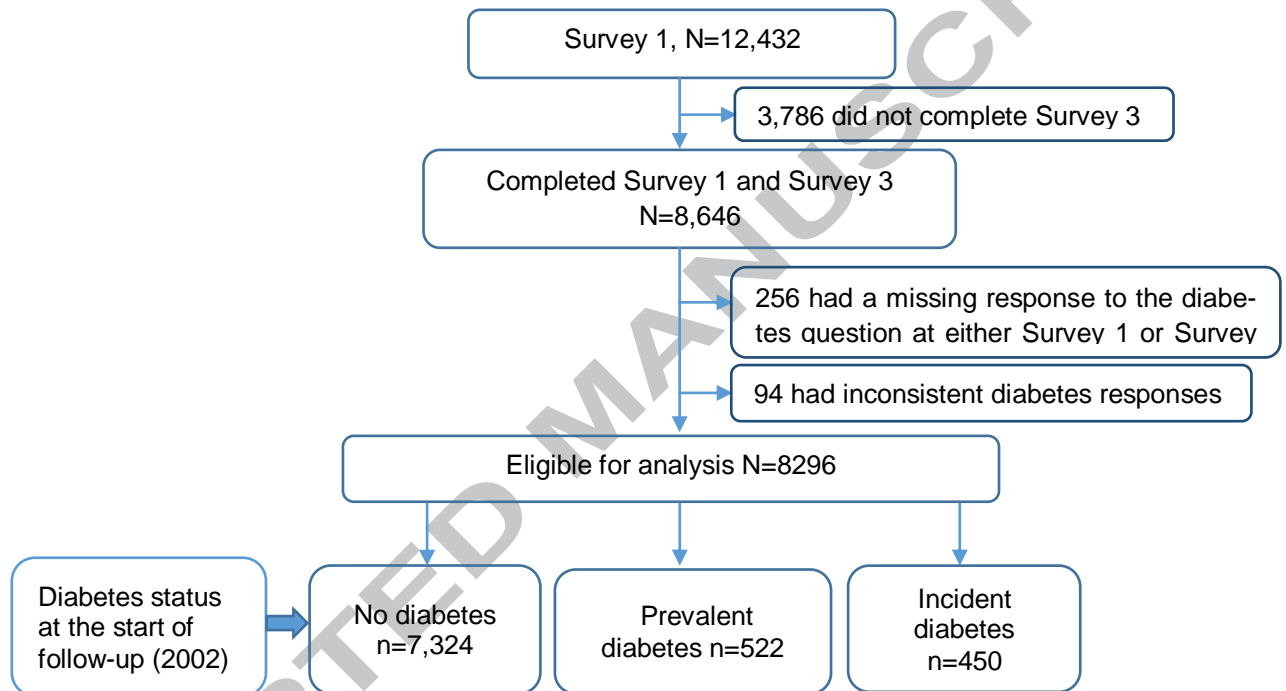 Survey 1, N=12,432
3,786 did not complete Survey 3
Completed Survey 1 and Survey 3
N=8,646
256 had a missing response to the diabe-
tes question at either Survey 1 or Survey
94 had inconsistent diabetes responses
Eligible for analysis N=8296
Diabetes status
at the start of
follow-up (2002)
No diabetes
n=7,324
Prevalent
diabetes n=522
Incident
diabetes
n=450
TED MANUSCR